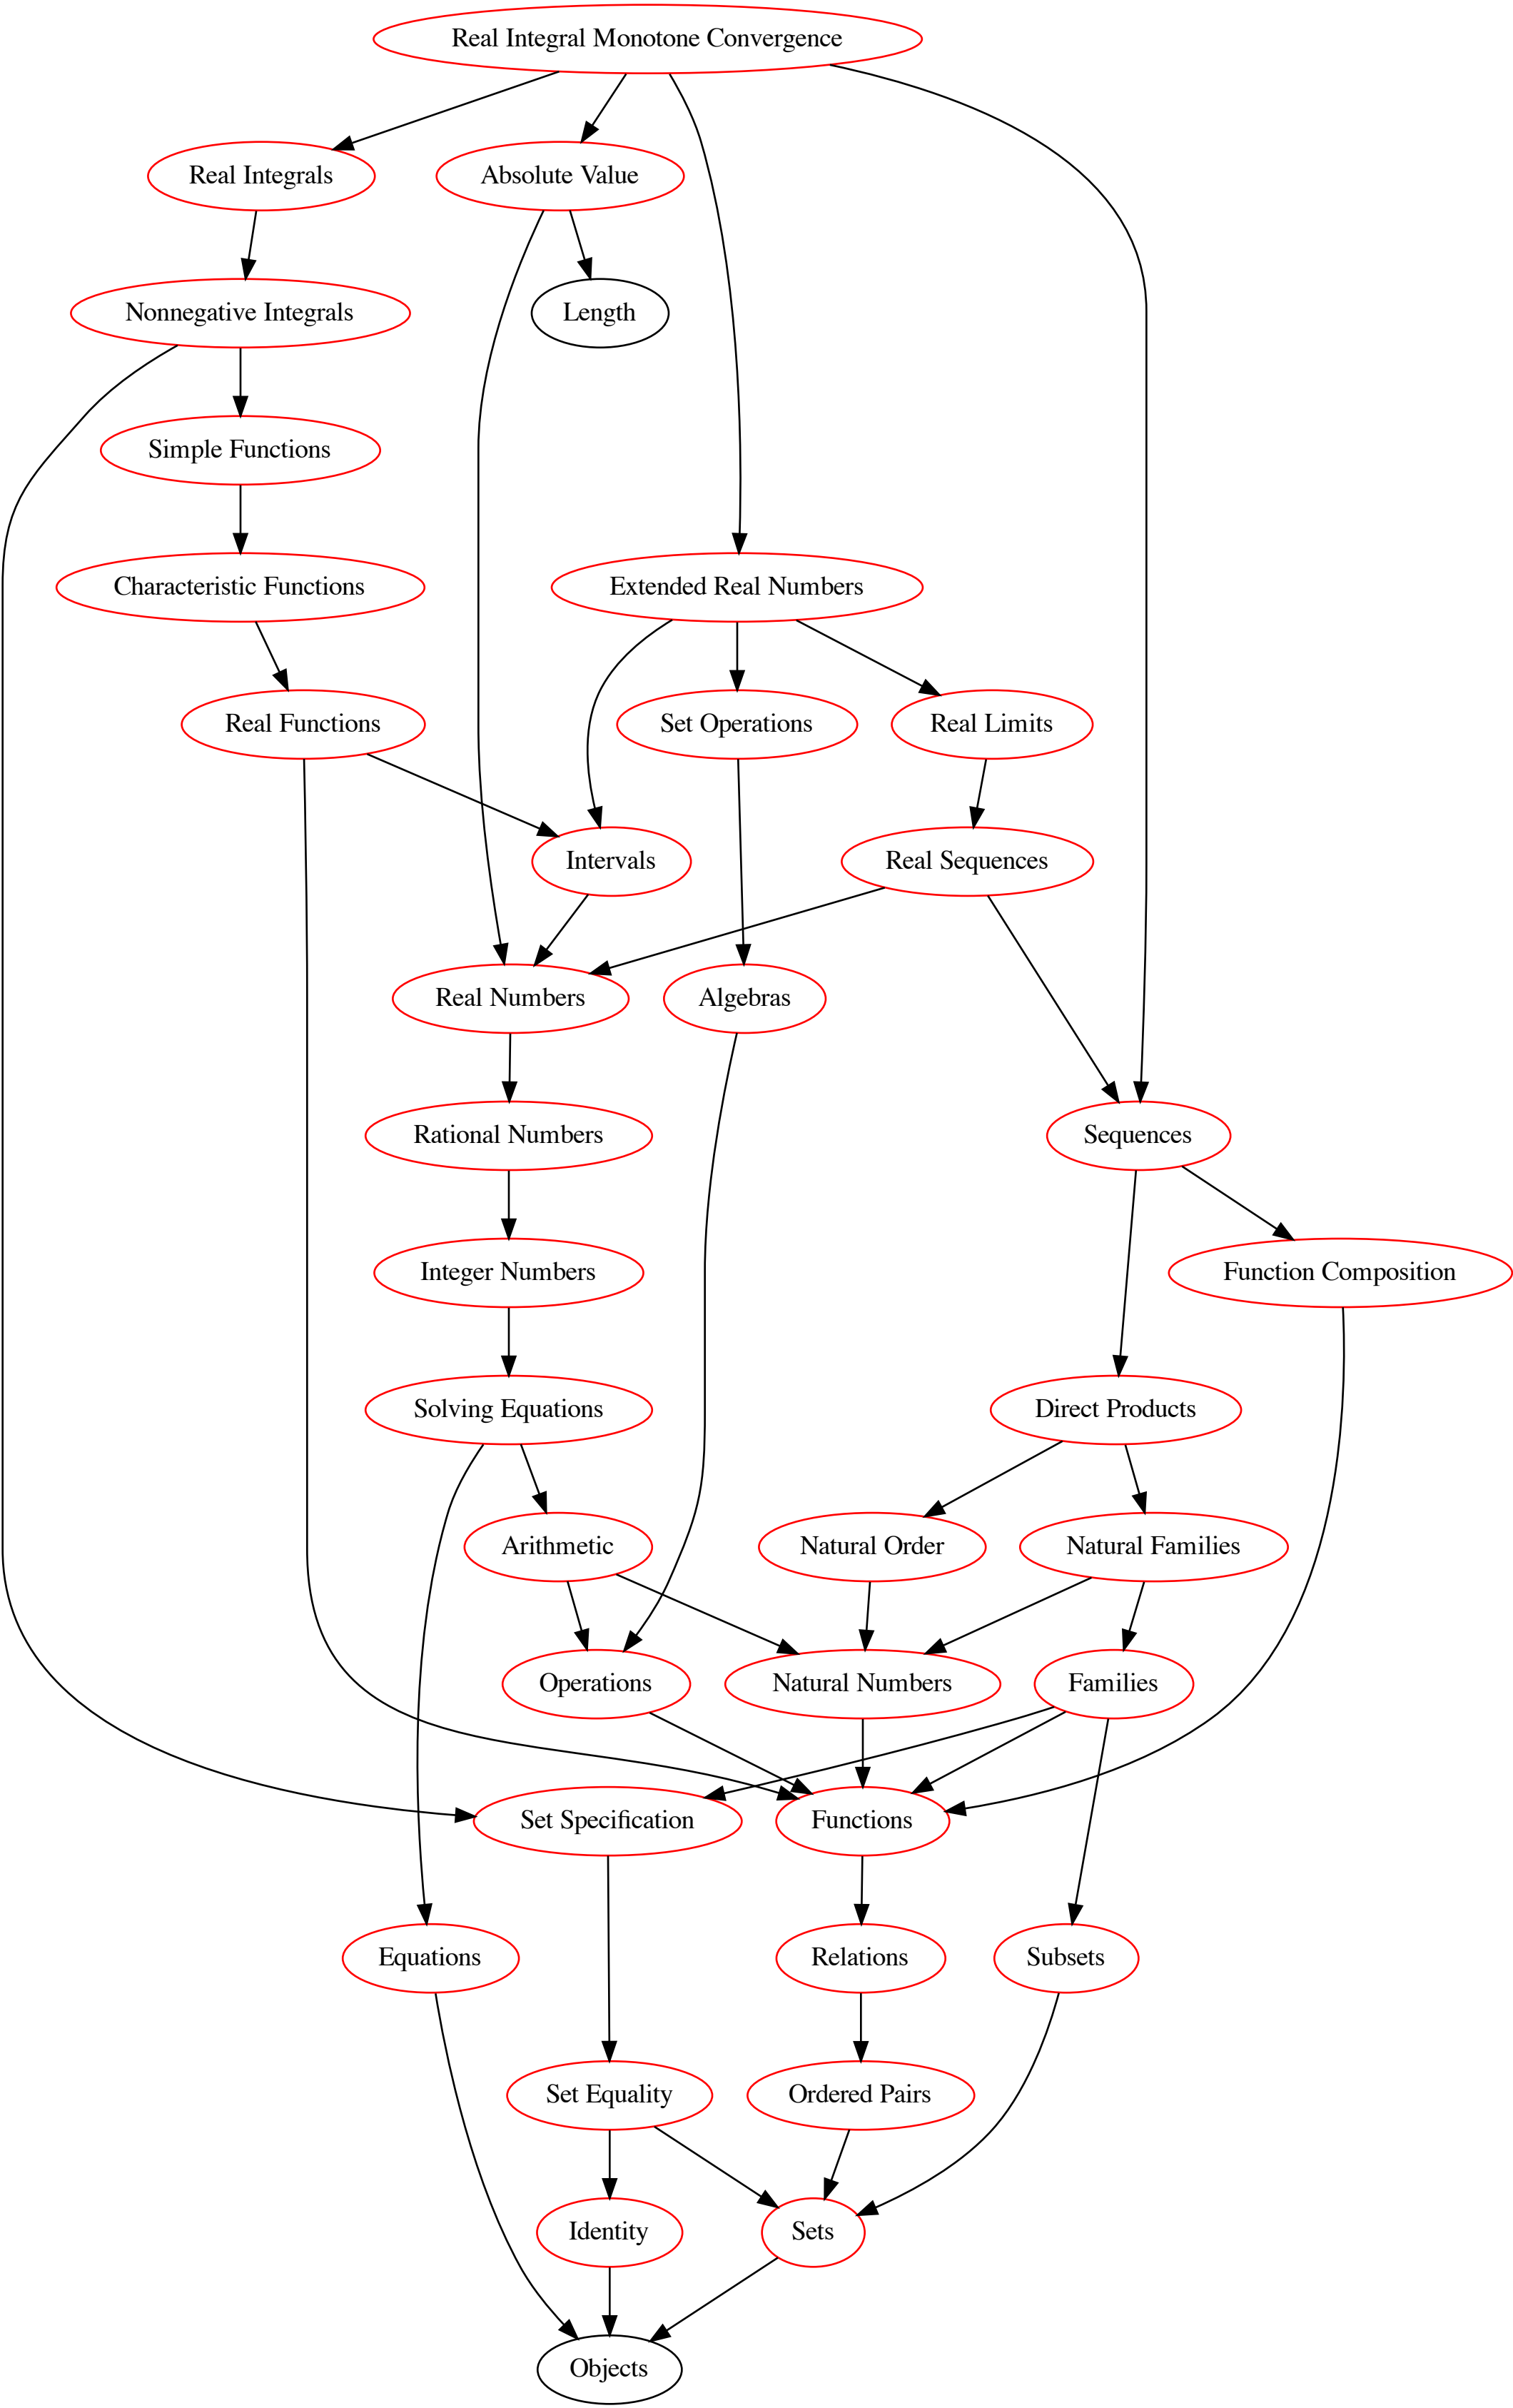 Real Integral Monotone Convergence
Real Integrals
Absolute Value
Nonnegative Integrals
Length
Simple Functions
Characteristic Functions
Extended Real Numbers
Real Functions
Set Operations
Real Limits
Intervals
Real Sequences
Real Numbers
Algebras
Rational Numbers
Sequences
Integer Numbers
Function Composition
Solving Equations
Direct Products
Arithmetic
Natural Order
Natural Families
Operations
Natural Numbers
Families
Set Specification
Functions
Equations
Relations
Subsets
Set Equality
Ordered Pairs
Identity
Sets
Objects